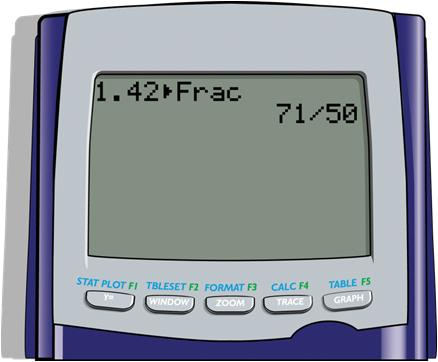 1.42▸Frac
71/50
STAT PLOT F1 TBLSET F2 FORMAT F3 CALC F4 TABLE F5
Y= WINDOW ZOOM TRACE GRAPH